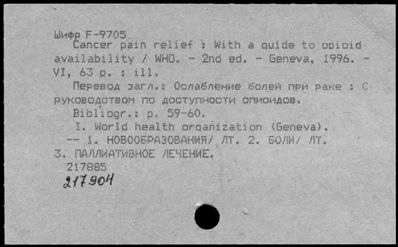 Шифр F-9705
Cancer pain relief : With a guide to opioid
availability / WHO. - 2nd ed. - Geneva, 1996. -
VI, 63 p. : ill.
Перевод загл.: Ослабление болей при раке : С
руководством по доступности опиоидов.
Bibliogr.: p. 59-60.
I. World health organization (Geneva).
-- 1. НОВООБРАЗОВАНИЯ/ ЛТ. 2. БОЛИ/ ЛТ.
3. ПАЛЛИАТИВНОЕ ЛЕЧЕНИЕ.
217885
217904